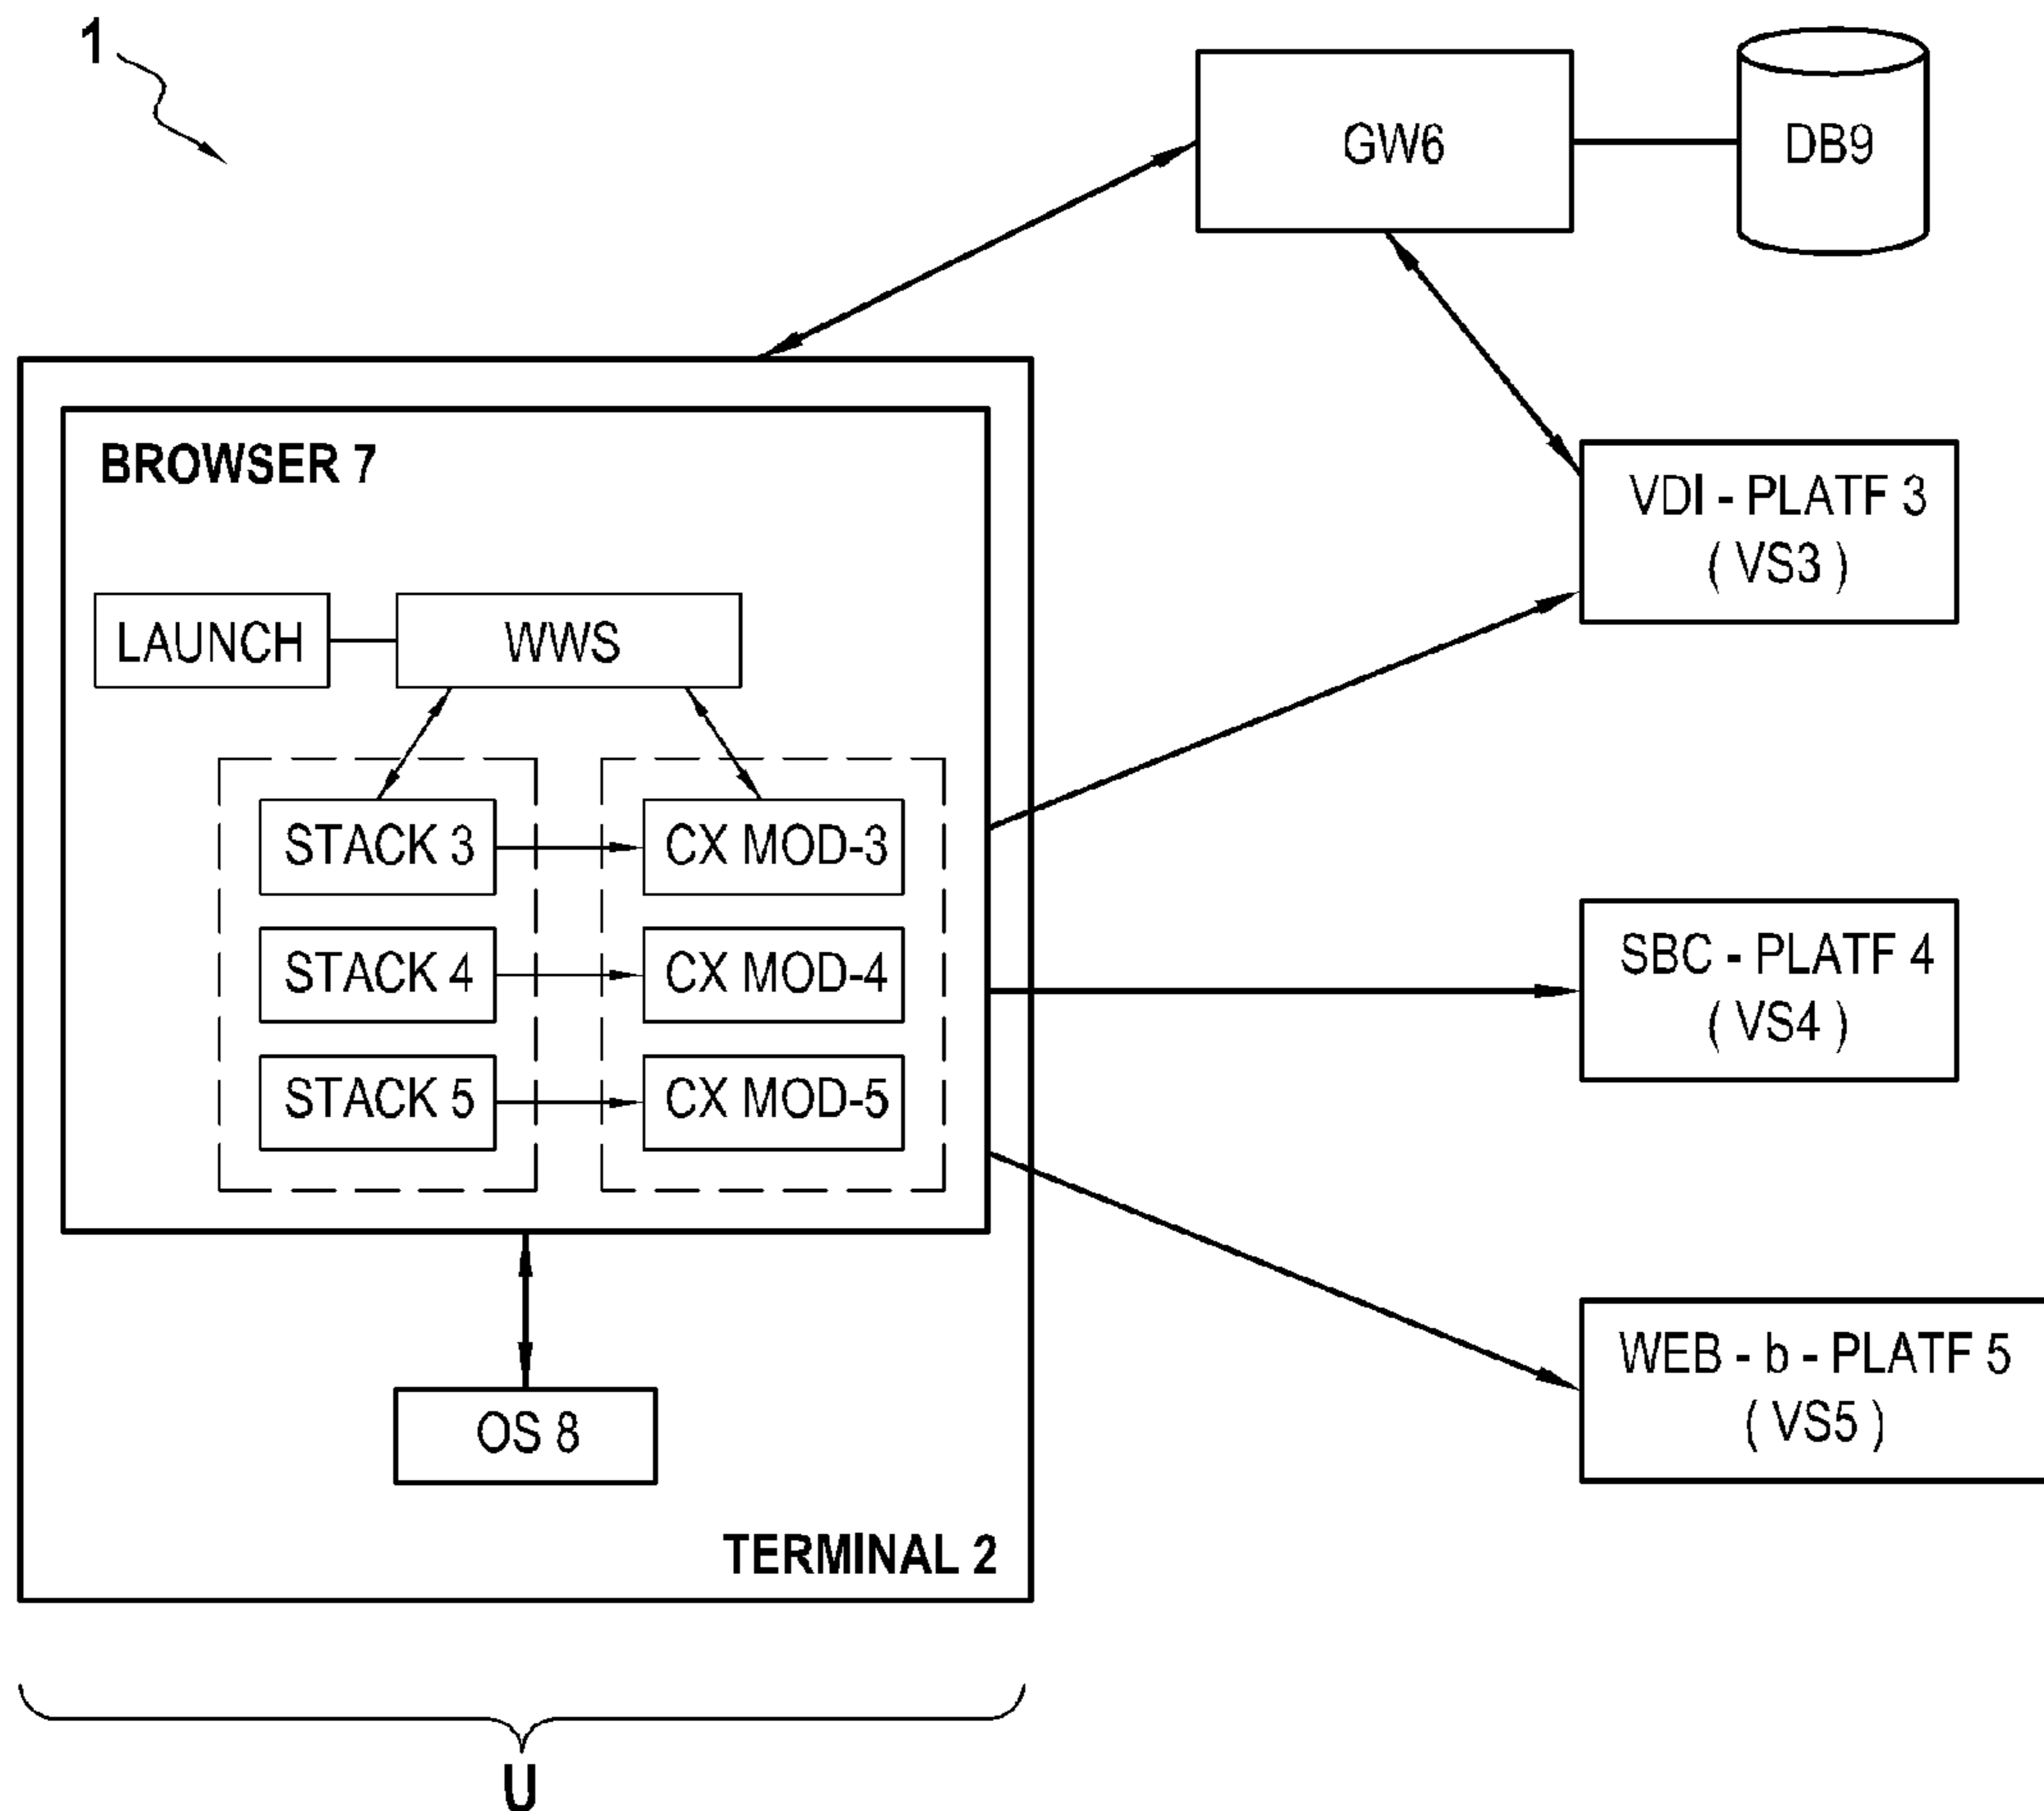 1
GW6
DB9
BROWSER 7
VDI - PLATF 3
( VS3 )
LAUNCH
WWS
STACK 3
CX MOD-3
STACK 4
CX MOD-4
SBC - PLATF 4
( VS4 )
STACK 5
CX MOD-5
WEB - b - PLATF 5
( VS5 )
OS 8
TERMINAL 2
U